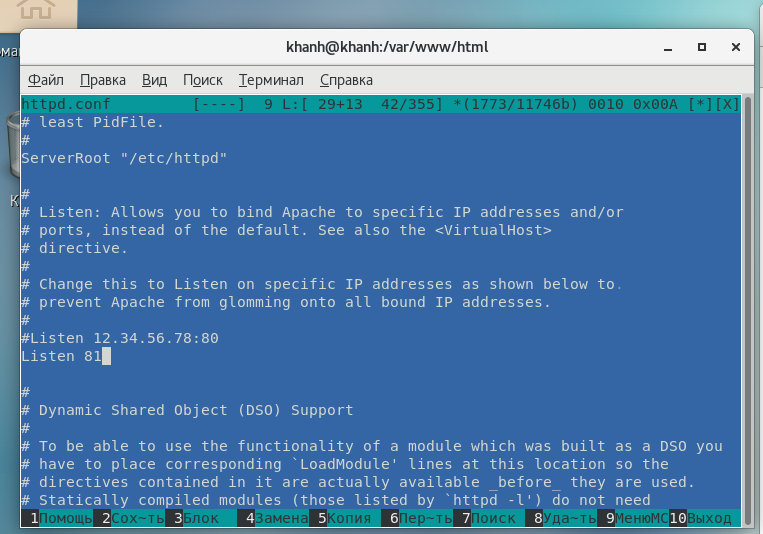 khanh@khanh:/var/www/html
Файл Правка Вид Поиск Терминал Справка
httpd.conf [----] 9 L:[ 29+13 42/355] *(1773/11746b) 0010 0x00A [*][X]
# least PidFile.
#
ServerRoot "/etc/httpd"
#
# Listen: Allows you to bind Apache to specific IP addresses and/or
# ports, instead of the default. See also the <VirtualHost>
# directive.
#
# Change this to Listen on specific IP addresses as shown below to.
# prevent Apache from glomming onto all bound IP addresses.
#
#Listen 12.34.56.78:80
Listen 81
#
# Dynamic Shared Object (DSO) Support
#
# To be able to use the functionality of a module which was built as a DSO you
# have to place corresponding `LoadModule' lines at this location so the
# directives contained in it are actually available _before_ they are used.
# Statically compiled modules (those listed by `httpd -l') do not need
1Помощь 2Сох~ть 3Блок 4Замена 5Копия 6Пер~ть 7Поиск 8Уда~ть 9МенюМС 10Выход